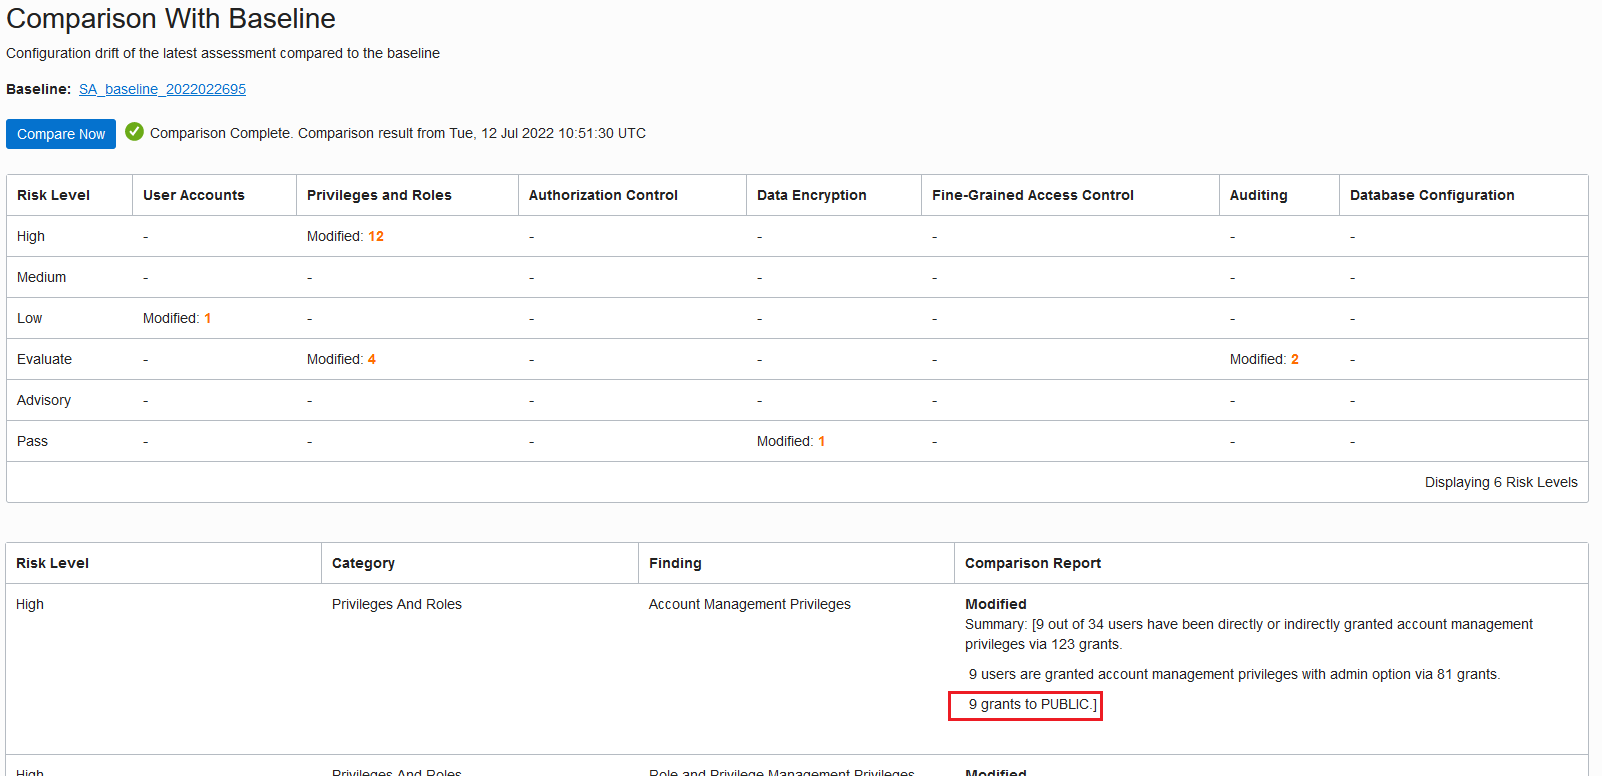 Comparison With Baseline
Configuration drift of the latest assessment compared to the baseline
Baseline: SA_baseline_2022022695
Compare Now Comparison Complete. Comparison result from Tue, 12 Jul 2022 10:51:30 UTC
Risk Level User Accounts Privileges and Roles Authorization Control Data Encryption Fine-Grained Access Control Auditing Database Configuration
High - Modified: 12 - - - - -
Medium - - - - - - -
Low Modified: 1 - - - - - -
Evaluate - Modified: 4 - - - Modified: 2 -
Advisory - - - - - - -
Pass - - - Modified: 1 - - -
Displaying 6 Risk Levels
Risk Level Category Finding Comparison Report
High Privileges And Roles Account Management Privileges Modified
Summary: [9 out of 34 users have been directly or indirectly granted account management
privileges via 123 grants.
9 users are granted account management privileges with admin option via 81 grants.
9 grants to PUBLIC.]
High Privileges And Roles Role and Privilege Management Privileges Modified